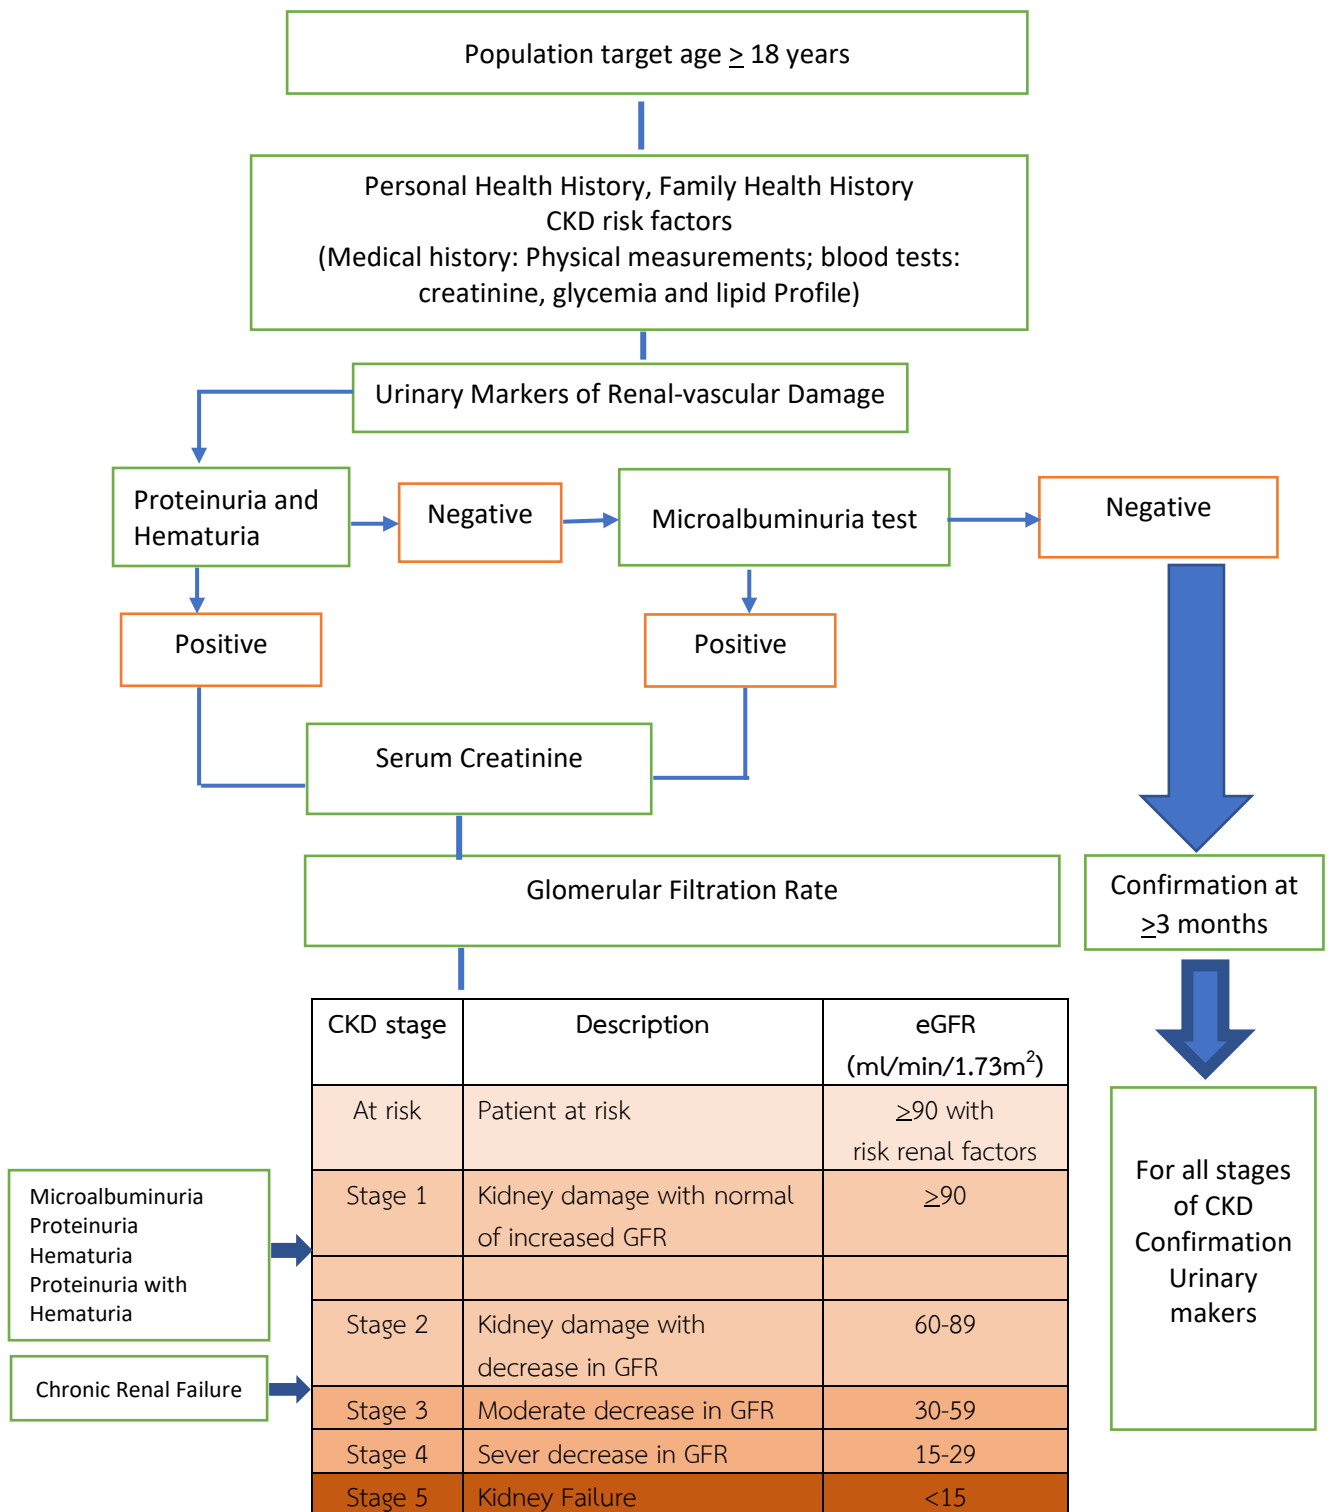 Population target age ≥ 18 years
Personal Health History, Family Health History
CKD risk factors
(Medical history: Physical measurements; blood tests:
creatinine, glycemia and lipid Profile)
Urinary Markers of Renal-vascular Damage
Proteinuria and
Hematuria
Negative
Microalbuminuria test
Negative
Positive
Positive
Serum Creatinine
Glomerular Filtration Rate
Confirmation at
≥3 months
CKD stage
Description
eGFR
(ml/min/1.73m²)
At risk
Patient at risk
≥90 with
risk renal factors
Stage 1
Kidney damage with normal
of increased GFR
≥90
Stage 2
Kidney damage with
decrease in GFR
60-89
Stage 3
Moderate decrease in GFR
30-59
Stage 4
Sever decrease in GFR
15-29
Stage 5
Kidney Failure
<15
Microalbuminuria
Proteinuria
Hematuria
Proteinuria with
Hematuria
Chronic Renal Failure
For all stages
of CKD
Confirmation
Urinary
makers